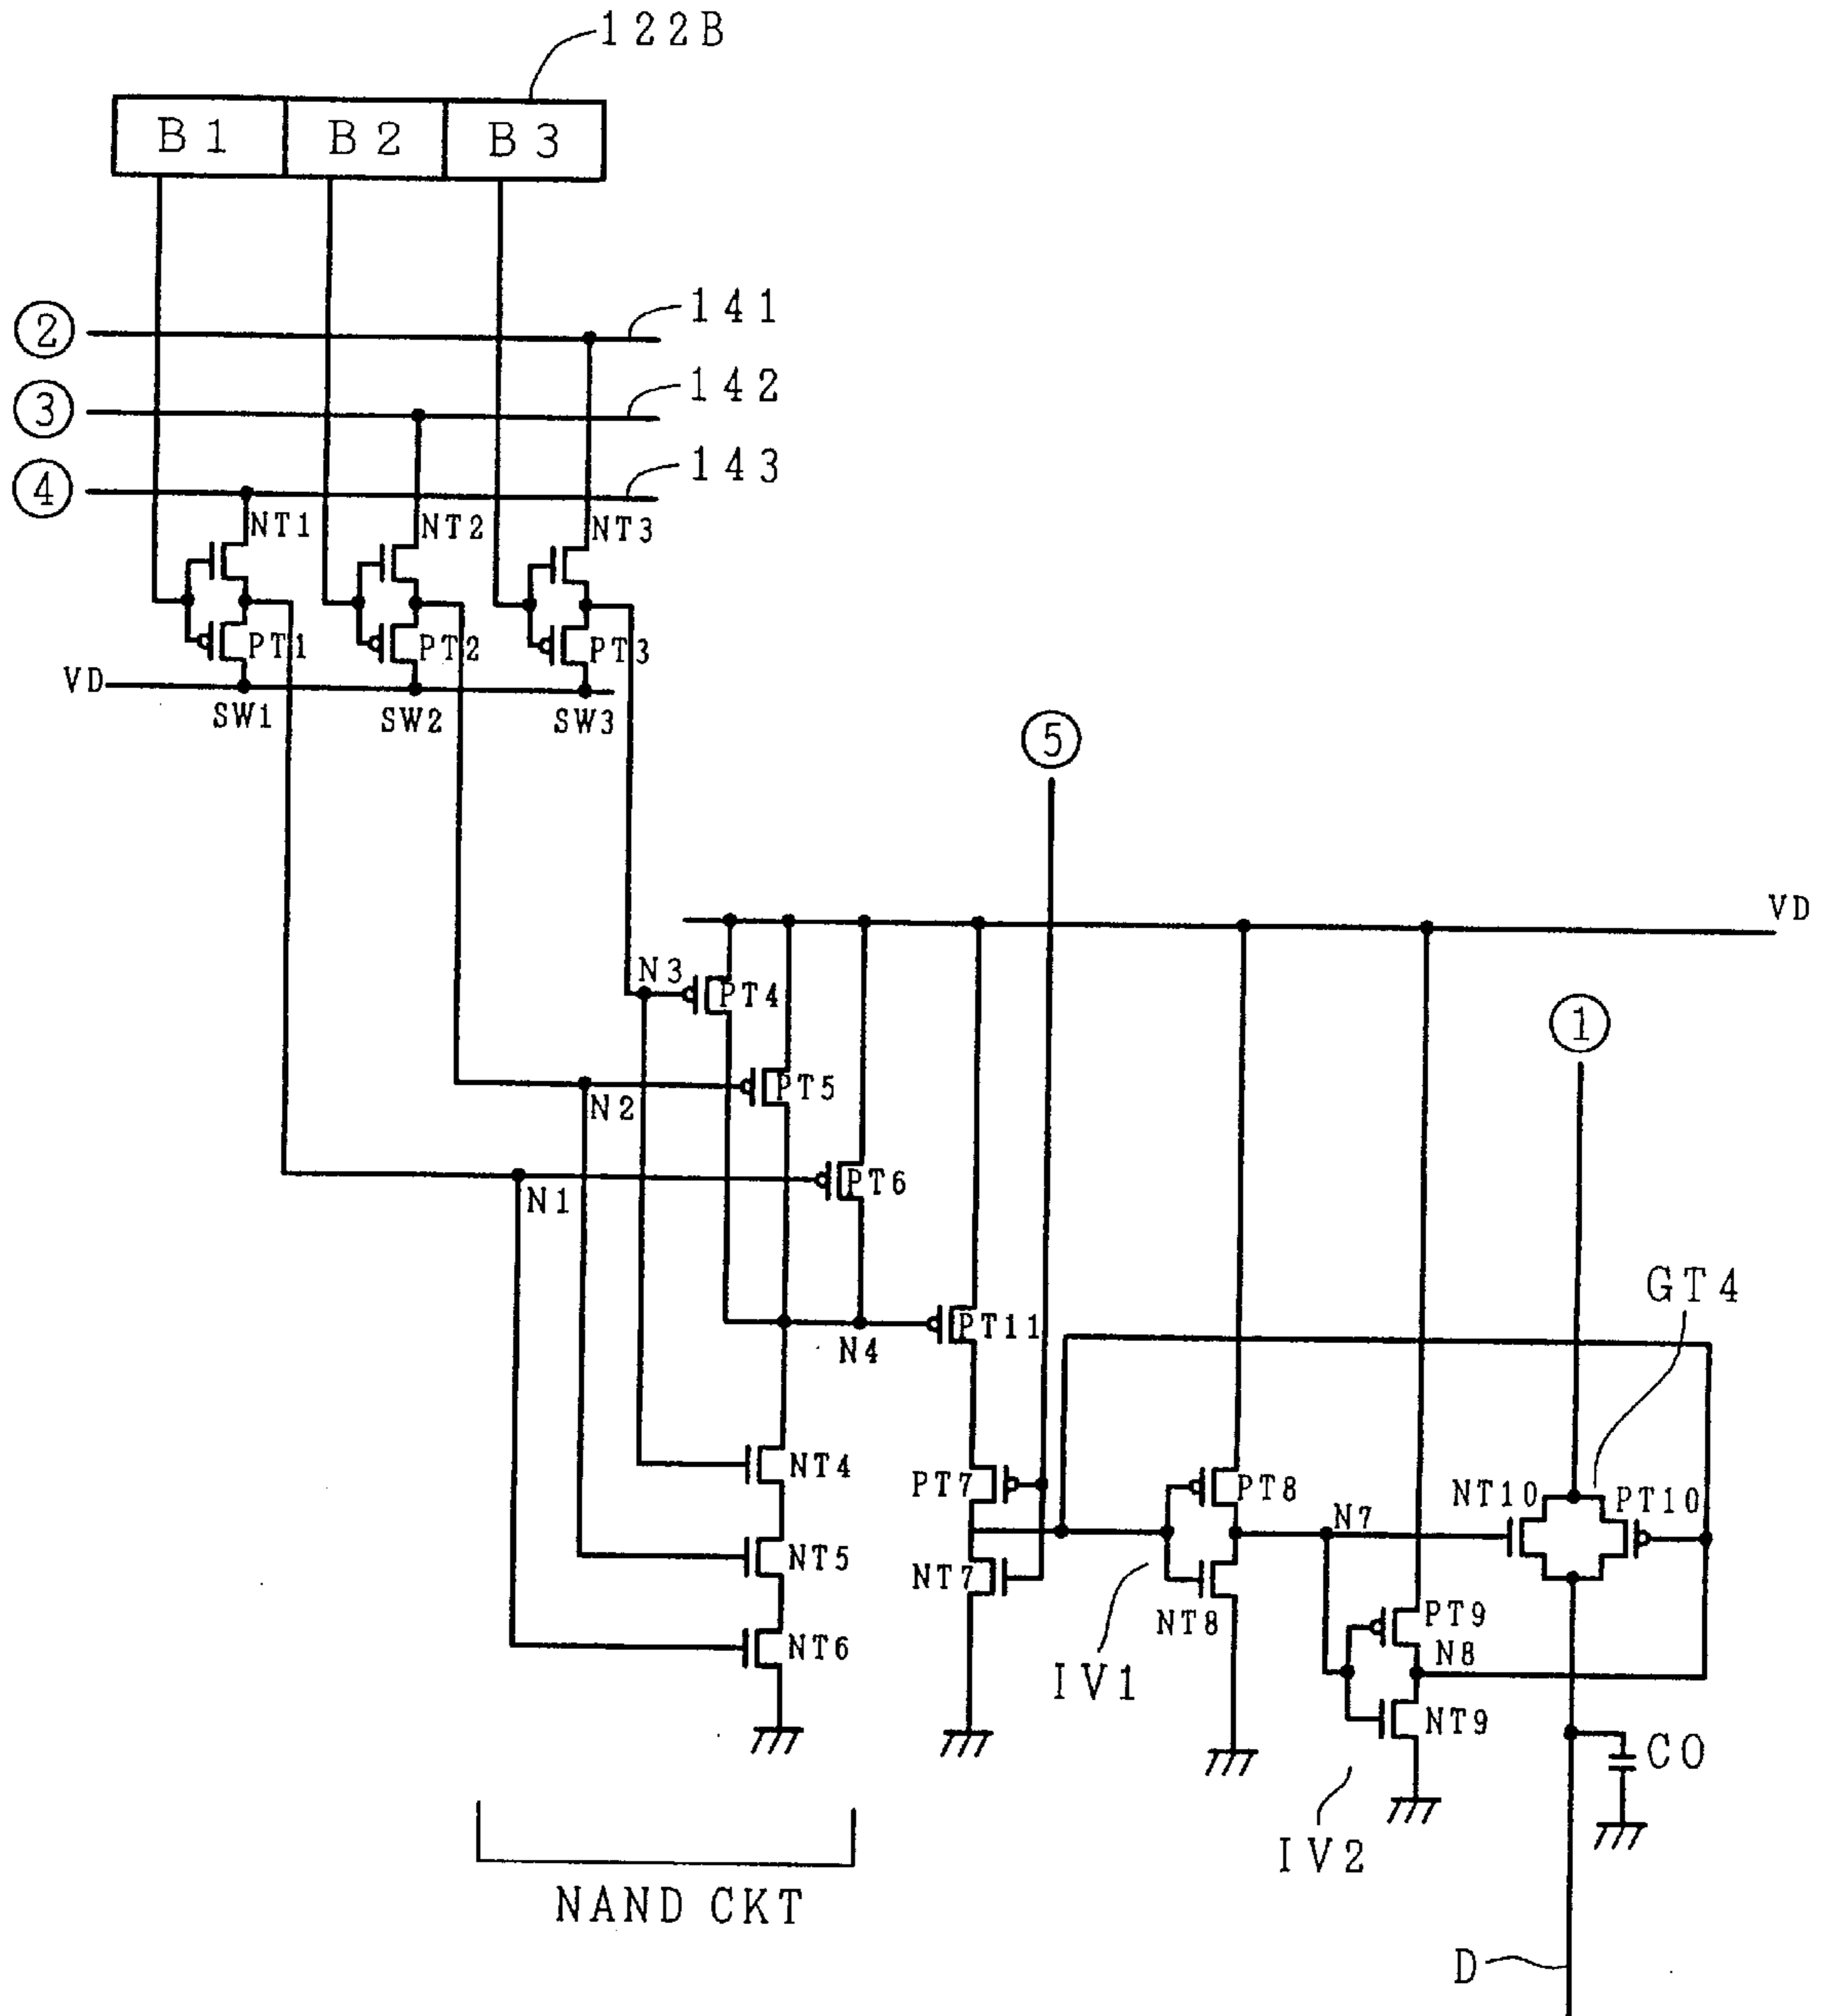 122B
B1 B2 B3
② 141
③ 142
④ 143
NT1 NT2 NT3
PT1 PT2 PT3
VD
SW1 SW2 SW3
⑤
VD
N3 PT4
①
PT5
N2
PT6
N1
GT4
PT11
N4
NT4 PT7 PT8 N7 NT10 PT10
NT5 NT7
NT8 PT9
NT6 N8
IV1
NT9
C0
IV2
NAND CKT
D